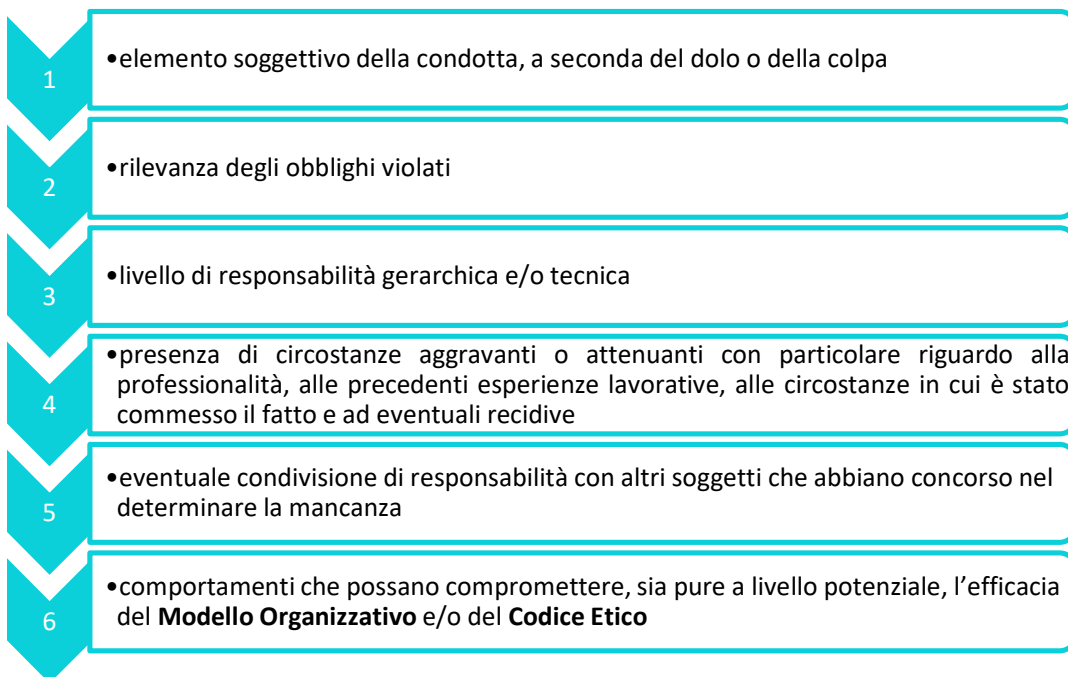 1
•elemento soggettivo della condotta, a seconda del dolo o della colpa
2
•rilevanza degli obblighi violati
3
•livello di responsabilità gerarchica e/o tecnica
4
•presenza di circostanze aggravanti o attenuanti con particolare riguardo alla
professionalità, alle precedenti esperienze lavorative, alle circostanze in cui è stato
commesso il fatto e ad eventuali recidive
5
•eventuale condivisione di responsabilità con altri soggetti che abbiano concorso nel
determinare la mancanza
6
•comportamenti che possano compromettere, sia pure a livello potenziale, l’efficacia
del Modello Organizzativo e/o del Codice Etico